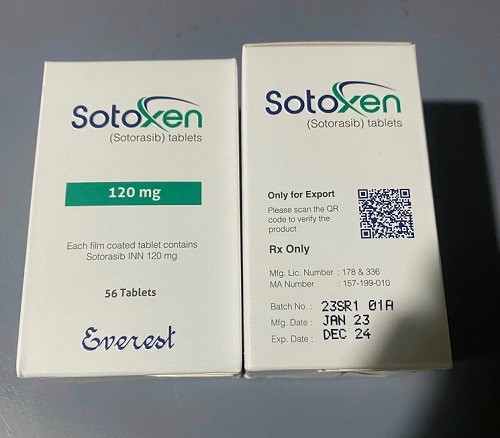 Sotoxen
(Sotorasib) tablets
120 mg
Each film coated tablet contains
Sotorasib INN 120 mg
56 Tablets
Everest
Sotoxen
(Sotorasib) tablets
Only for Export
Please scan the QR
code to verify the
product
Rx Only
Mfg. Lic. Number : 178 & 336
MA Number : 157-199-010
Batch No. : 23SR1 01A
Mfg. Date : JAN 23
Exp. Date : DEC 24